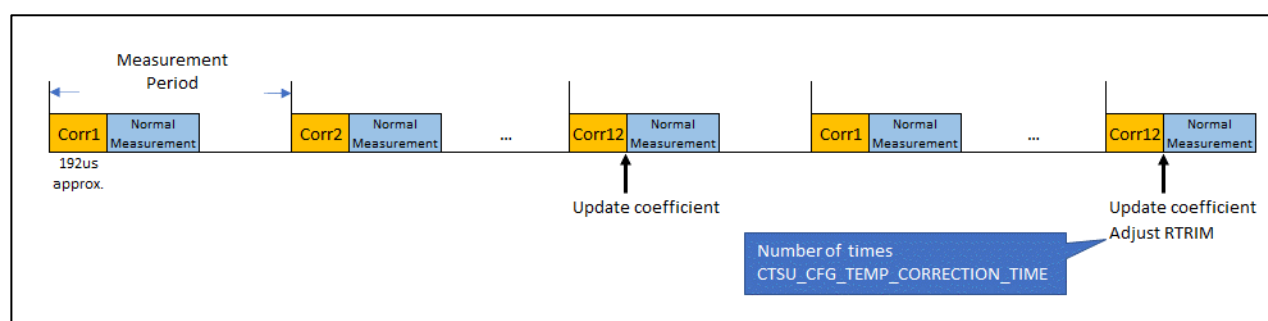 Measurement
Period
Corr1
Normal
Measurement
Corr2
Normal
Measurement
...
Corr12
Normal
Measurement
Corr1
Normal
Measurement
...
Corr12
Normal
Measurement
192us
approx.
Update coefficient
Update coefficient
Adjust RTRIM
Number of times
CTSU_CFG_TEMP_CORRECTION_TIME